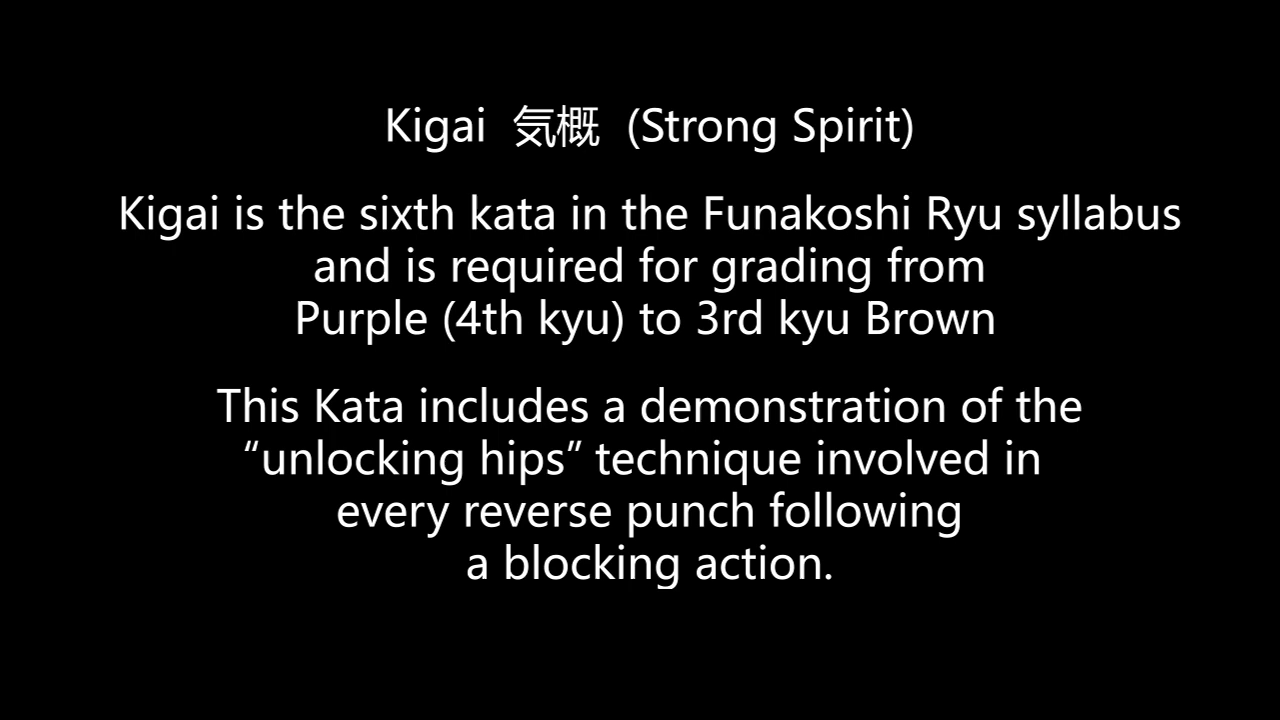 Kigai 気概 (Strong Spirit)
Kigai is the sixth kata in the Funakoshi Ryu syllabus
and is required for grading from
Purple (4th kyu) to 3rd kyu Brown
This Kata includes a demonstration of the
“unlocking hips” technique involved in
every reverse punch following
a blocking action.